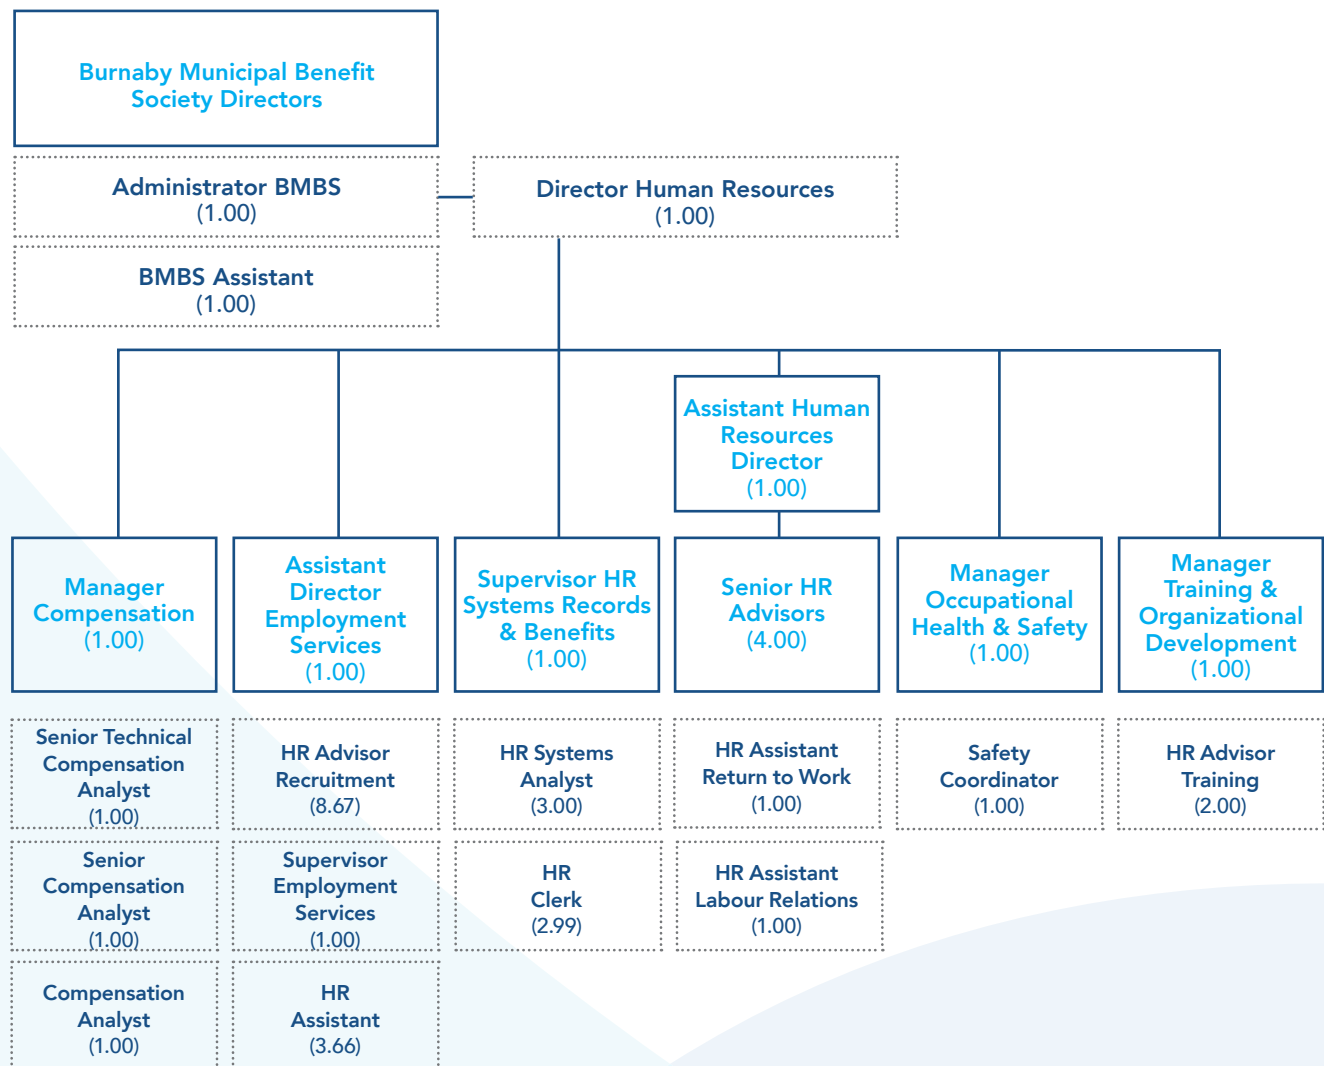 Burnaby Municipal Benefit
Society Directors
Administrator BMBS
(1.00)
Director Human Resources
(1.00)
BMBS Assistant
(1.00)
Assistant Human
Resources
Director
(1.00)
Manager
Compensation
(1.00)
Assistant
Director
Employment
Services
(1.00)
Supervisor HR
Systems Records
& Benefits
(1.00)
Senior HR
Advisors
(4.00)
Manager
Occupational
Health & Safety
(1.00)
Manager
Training &
Organizational
Development
(1.00)
Senior Technical
Compensation
Analyst
(1.00)
HR Advisor
Recruitment
(8.67)
HR Systems
Analyst
(3.00)
HR Assistant
Return to Work
(1.00)
Safety
Coordinator
(1.00)
HR Advisor
Training
(2.00)
Senior
Compensation
Analyst
(1.00)
Supervisor
Employment
Services
(1.00)
HR
Clerk
(2.99)
HR Assistant
Labour Relations
(1.00)
Compensation
Analyst
(1.00)
HR
Assistant
(3.66)